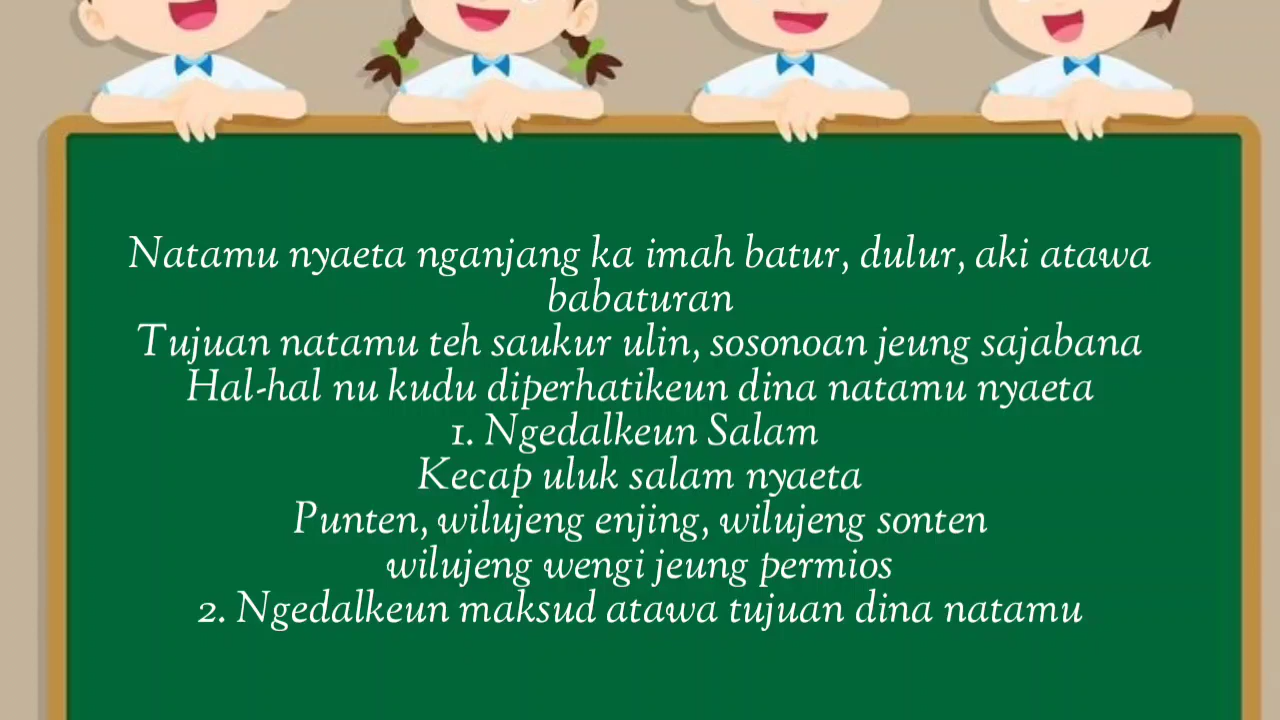 Natamu nyaeta nganjang ka imah batur, dulur, aki atawa
babaturan
Tujuan natamu teh saukur ulin, sosonoan jeung sajabana
Hal-hal nu kudu diperhatikeun dina natamu nyaeta
1. Ngedalkeun Salam
Kecap uluk salam nyaeta
Punten, wilujeng enjing, wilujeng sonten
wilujeng wengi jeung permios
2. Ngedalkeun maksud atawa tujuan dina natamu